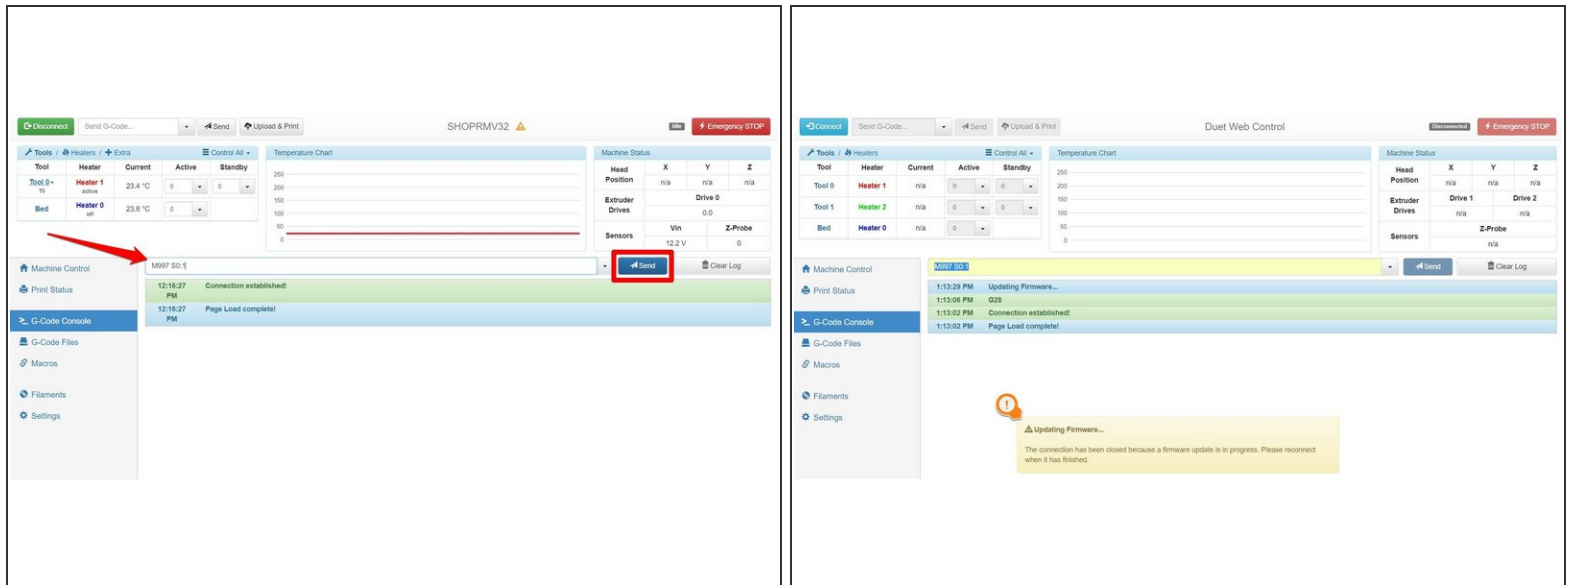 Disconnect Send G-Code... Send Upload & Print SHOPRMV32 Idle Emergency STOP
Tools / Heaters / Extra Control All
Tool Heater Current Active Standby
Tool 0 Heater 1 23.4 °C 0 0
T0 active
Bed Heater 0 23.8 °C 0
off
Temperature Chart
250
200
150
100
50
0
Machine Status
Head Position X Y Z
n/a n/a n/a
Extruder Drives Drive 0
0.0
Sensors Vin Z-Probe
12.2 V 0
Machine Control
Print Status
G-Code Console
G-Code Files
Macros
Filaments
Settings
M997 S0:1 Send Clear Log
12:16:27 PM Connection established!
12:16:27 PM Page Load complete!
Connect Send G-Code... Send Upload & Print Duet Web Control Disconnected Emergency STOP
Tools / Heaters Control All
Tool Heater Current Active Standby
Tool 0 Heater 1 n/a 0 0
Tool 1 Heater 2 n/a 0 0
Bed Heater 0 n/a 0
Temperature Chart
250
200
150
100
50
0
Machine Status
Head Position X Y Z
n/a n/a n/a
Extruder Drives Drive 1 Drive 2
n/a n/a
Sensors Z-Probe
n/a
Machine Control
Print Status
G-Code Console
G-Code Files
Macros
Filaments
Settings
M997 S0:1 Send Clear Log
1:13:29 PM Updating Firmware...
1:13:06 PM G28
1:13:02 PM Connection established!
1:13:02 PM Page Load complete!
Updating Firmware...
The connection has been closed because a firmware update is in progress. Please reconnect
when it has finished.